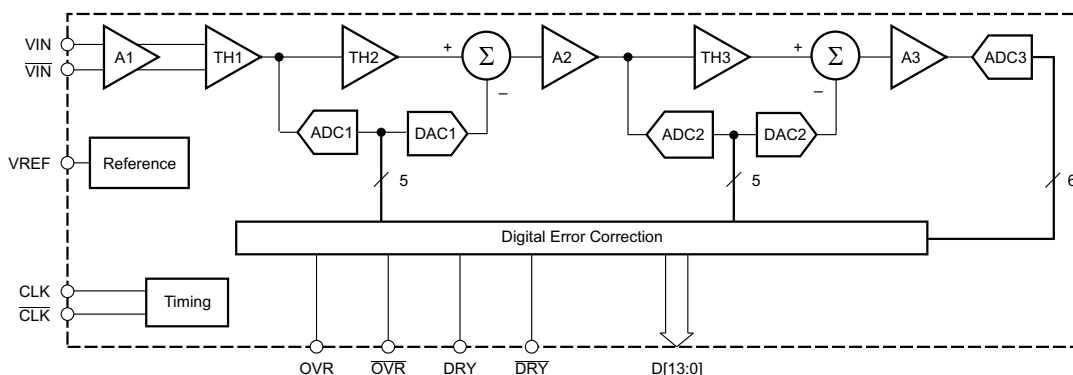 VIN
VIN
A1
TH1
TH2
+
Σ
−
A2
TH3
+
Σ
−
A3
ADC3
ADC1
DAC1
ADC2
DAC2
VREF
Reference
5
5
6
Digital Error Correction
CLK
CLK
Timing
OVR
OVR
DRY
DRY
D[13:0]